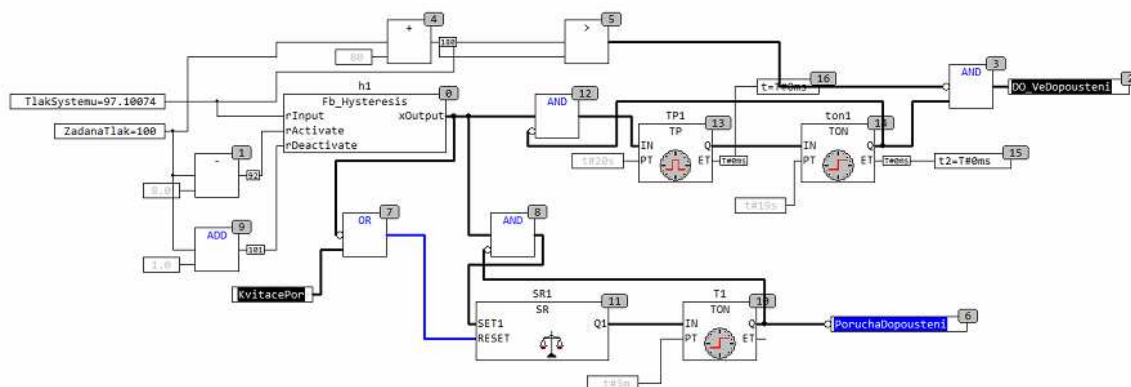 4
+
80
180
5
>
h1
0
Fb_Hysteresis
rInput
xOutput
rActivate
rDeactivate
TlakSystemu=97.10074
ZadanaTlak=100
1
-
8.0
92
9
ADD
1.0
101
12
AND
TP1
13
TP
IN
Q
PT
ET
t#20s
T#0ms
t=T#0ms
16
ton1
14
TON
IN
Q
PT
ET
t#19s
T#0ms
t2=T#0ms
15
3
AND
DO_VeDopousteni
2
7
OR
KvitacePor
8
AND
SR1
11
SR
SET1
Q1
RESET
T1
10
TON
IN
Q
PT
ET
t#5m
PoruchaDopousteni
6